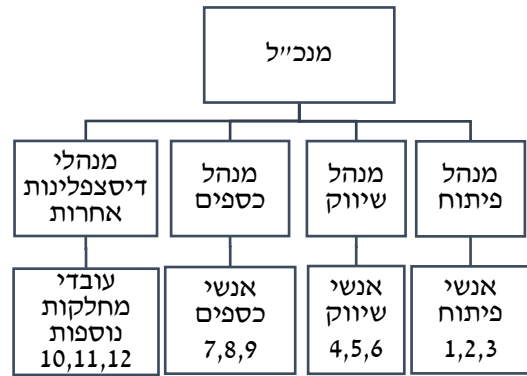 מנכ״ל
מנהל
פיתוח
מנהל
שיווק
מנהל
כספים
מנהלי
דיסצפלינות
אחרות
אנשי
פיתוח
1,2,3
אנשי
שיווק
4,5,6
אנשי
כספים
7,8,9
עובדי
מחלקות
נוספות
10,11,12